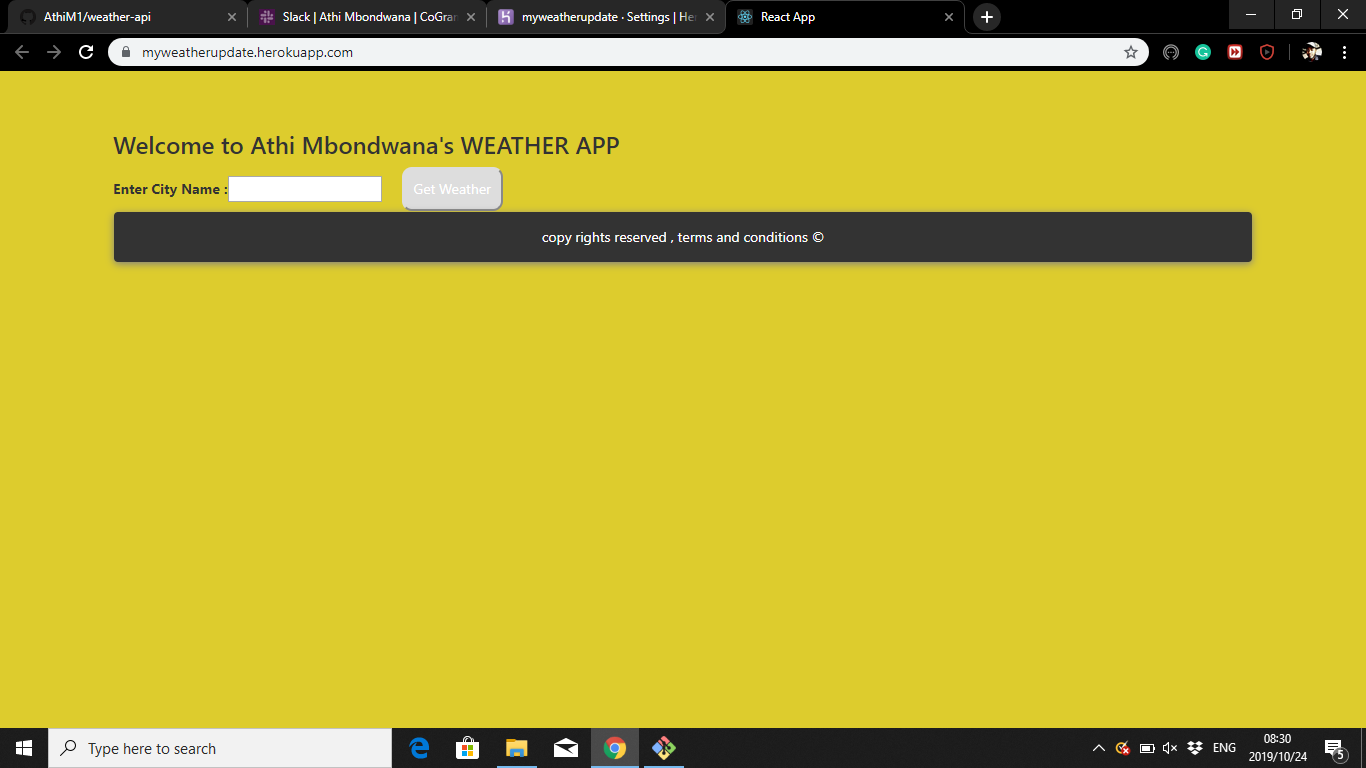 AthiM1/weather-api
Slack | Athi Mbondwana | CoGra
myweatherupdate · Settings | He
React App
myweatherupdate.herokuapp.com
Welcome to Athi Mbondwana's WEATHER APP
Enter City Name :
Get Weather
copy rights reserved , terms and conditions ©
Type here to search
ENG
08:30
2019/10/24
5